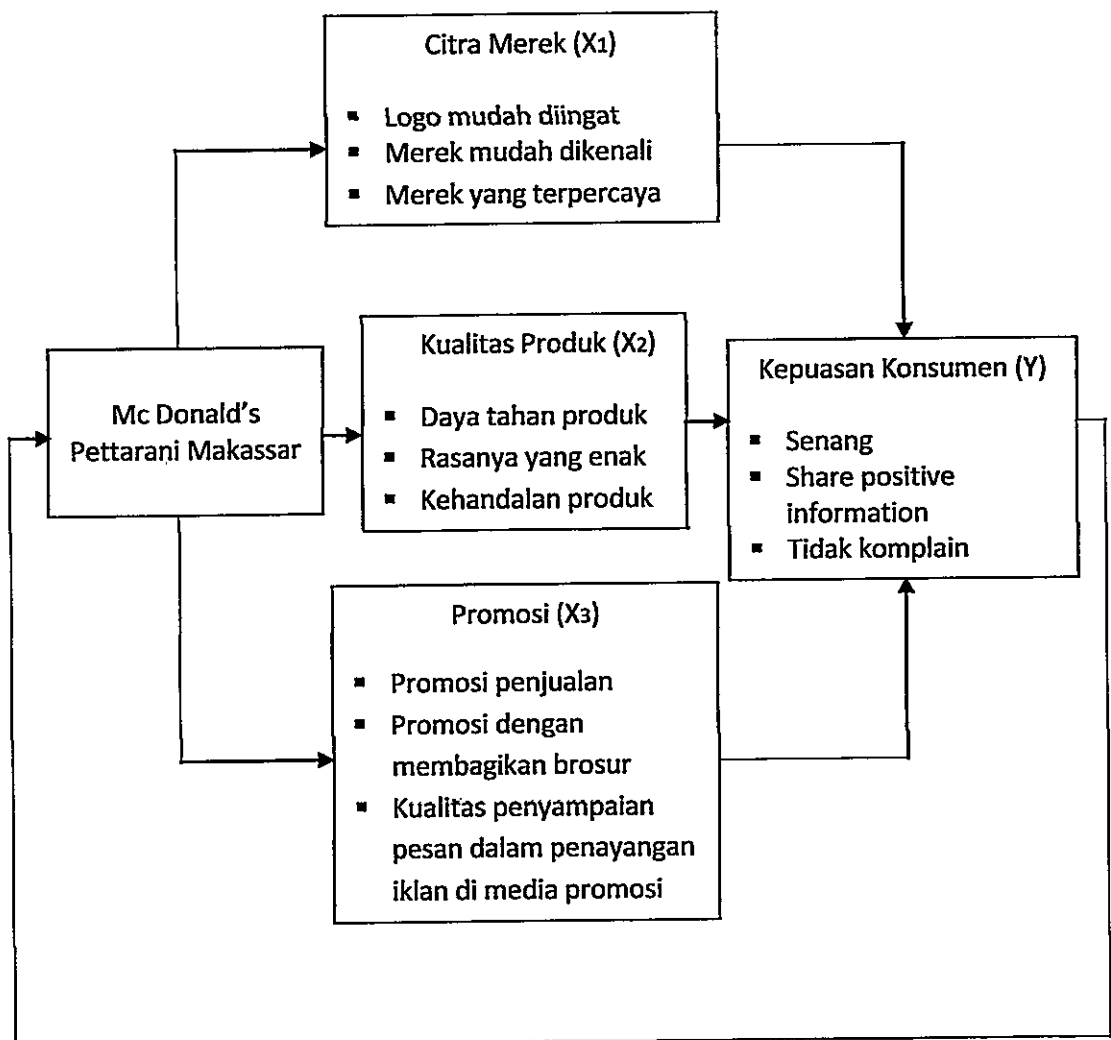 Citra Merek (X1)
▪ Logo mudah diingat
▪ Merek mudah dikenali
▪ Merek yang terpercaya
Mc Donald's
Pettarani Makassar
Kualitas Produk (X2)
▪ Daya tahan produk
▪ Rasanya yang enak
▪ Kehandalan produk
Kepuasan Konsumen (Y)
▪ Senang
▪ Share positive
information
▪ Tidak komplain
Promosi (X3)
▪ Promosi penjualan
▪ Promosi dengan
membagikan brosur
▪ Kualitas penyampaian
pesan dalam penayangan
iklan di media promosi